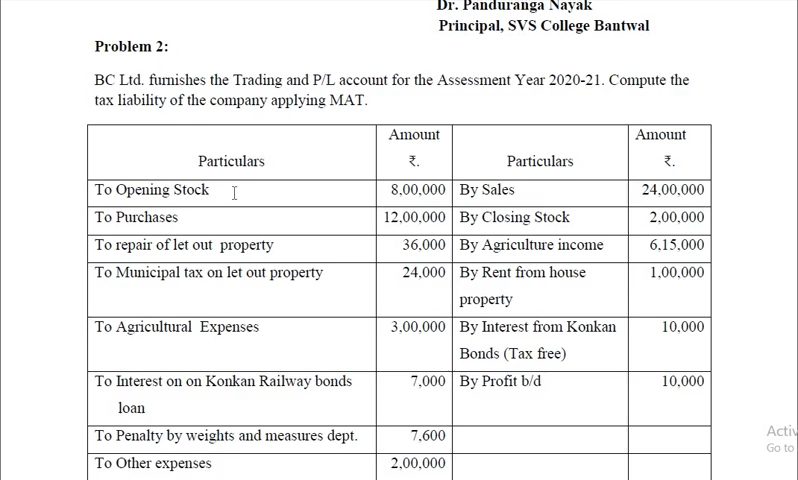 Dr. Panduranga Nayak
Principal, SVS College Bantwal
Problem 2:
BC Ltd. furnishes the Trading and P/L account for the Assessment Year 2020-21. Compute the
tax liability of the company applying MAT.
Particulars Amount ₹. Particulars Amount ₹.
To Opening Stock 8,00,000 By Sales 24,00,000
To Purchases 12,00,000 By Closing Stock 2,00,000
To repair of let out property 36,000 By Agriculture income 6,15,000
To Municipal tax on let out property 24,000 By Rent from house 1,00,000
property
To Agricultural Expenses 3,00,000 By Interest from Konkan 10,000
Bonds (Tax free)
To Interest on on Konkan Railway bonds 7,000 By Profit b/d 10,000
loan
To Penalty by weights and measures dept. 7,600
To Other expenses 2,00,000
Activ
Go to